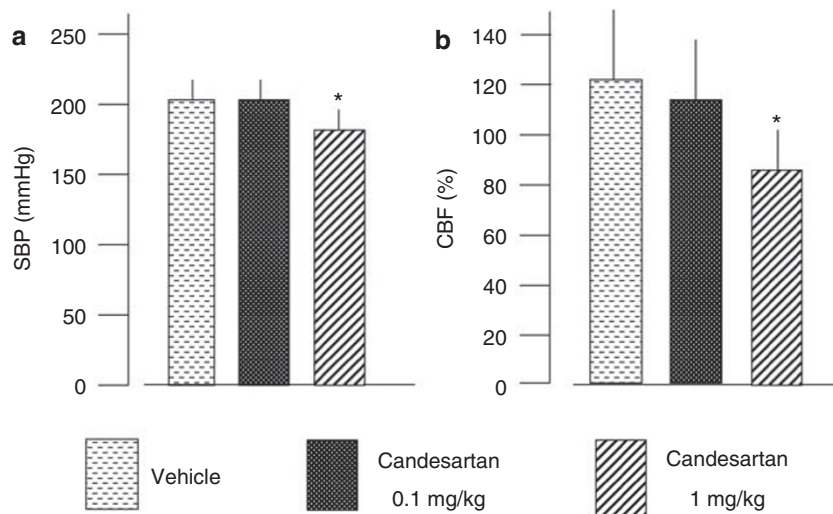 a
250
200
150
100
50
0
SBP (mmHg)
*
b
140
120
100
80
60
40
20
0
CBF (%)
*
Vehicle
Candesartan
0.1 mg/kg
Candesartan
1 mg/kg